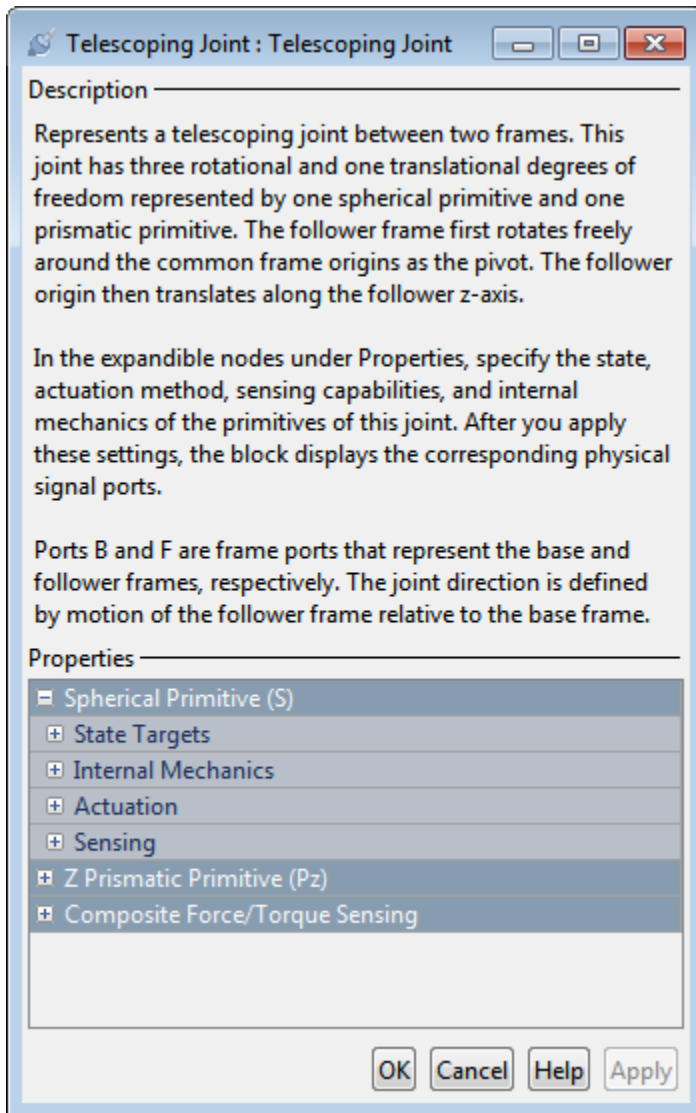 Telescoping Joint : Telescoping Joint
Description
Represents a telescoping joint between two frames. This
joint has three rotational and one translational degrees of
freedom represented by one spherical primitive and one
prismatic primitive. The follower frame first rotates freely
around the common frame origins as the pivot. The follower
origin then translates along the follower z-axis.
In the expandible nodes under Properties, specify the state,
actuation method, sensing capabilities, and internal
mechanics of the primitives of this joint. After you apply
these settings, the block displays the corresponding physical
signal ports.
Ports B and F are frame ports that represent the base and
follower frames, respectively. The joint direction is defined
by motion of the follower frame relative to the base frame.
Properties
Spherical Primitive (S)
State Targets
Internal Mechanics
Actuation
Sensing
Z Prismatic Primitive (Pz)
Composite Force/Torque Sensing
OK Cancel Help Apply